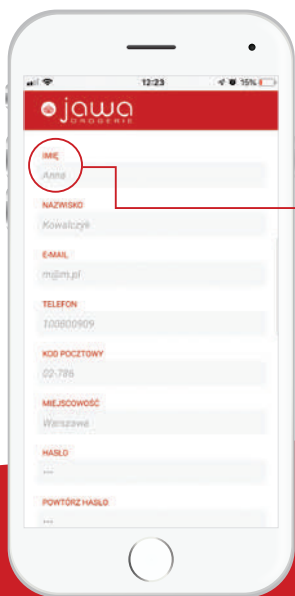 12:23
15%
jawa
DROGERIE
IMIĘ
Anna
NAZWISKO
Kowalczyk
E-MAIL
m@m.pl
TELEFON
100800909
KOD POCZTOWY
02-786
MIEJSCOWOŚĆ
Warszawa
HASŁO
***
POWTÓRZ HASŁO
***